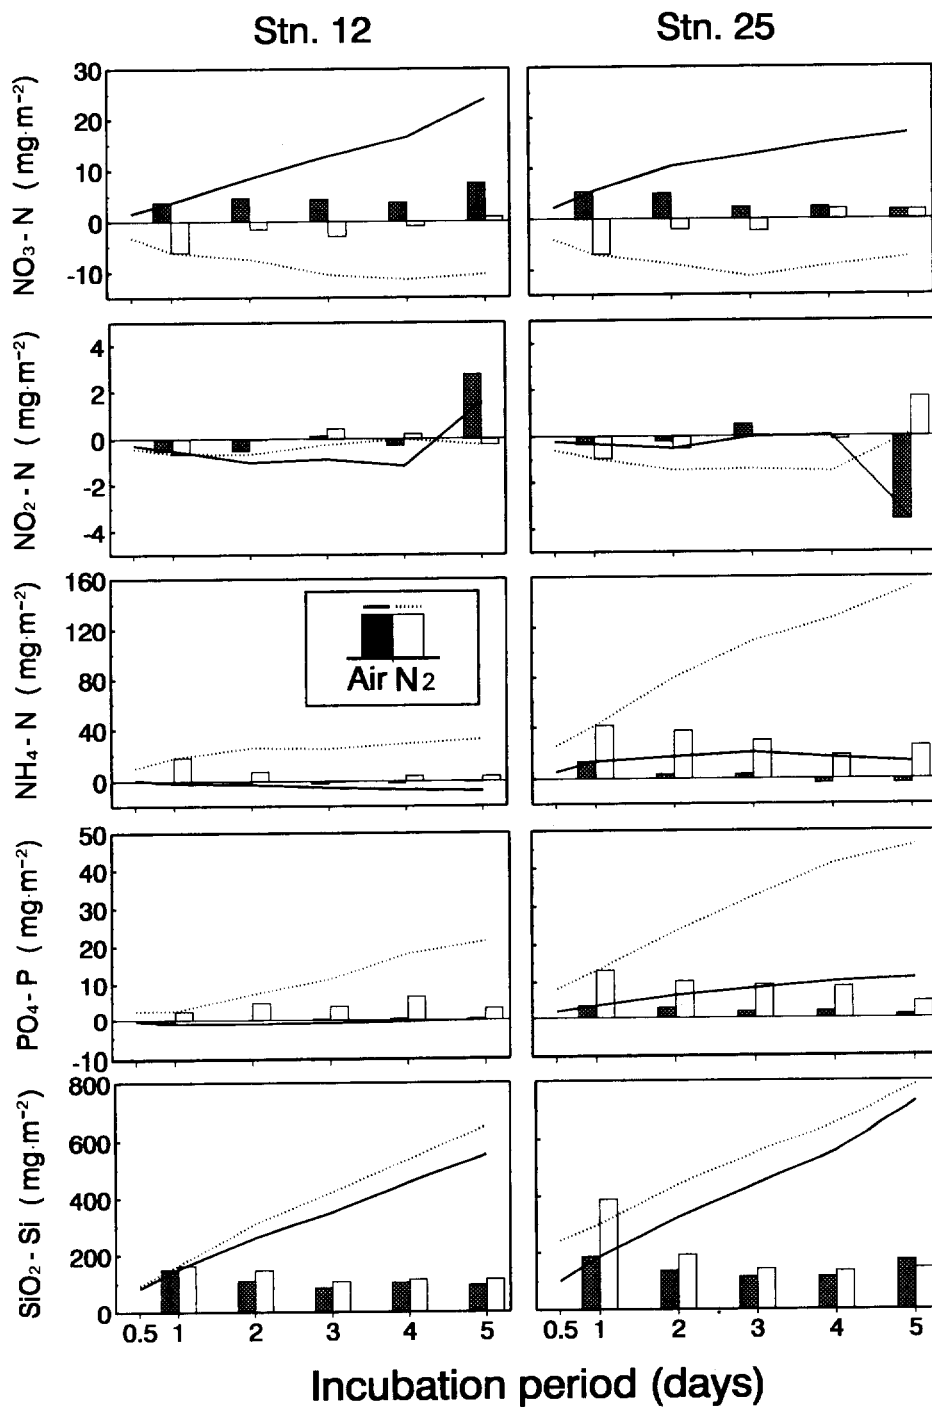 Stn. 12
Stn. 25
NO₃ - N ( mg·m⁻²)
30
20
10
0
-10
NO₂ - N ( mg·m⁻²)
4
2
0
-2
-4
NH₄ - N ( mg·m⁻²)
160
120
80
40
0
Air N₂
PO₄ - P ( mg·m⁻²)
50
40
30
20
10
0
-10
SiO₂ - Si ( mg·m⁻²)
800
600
400
200
0
0.5 1 2 3 4 5
0.5 1 2 3 4 5
Incubation period (days)